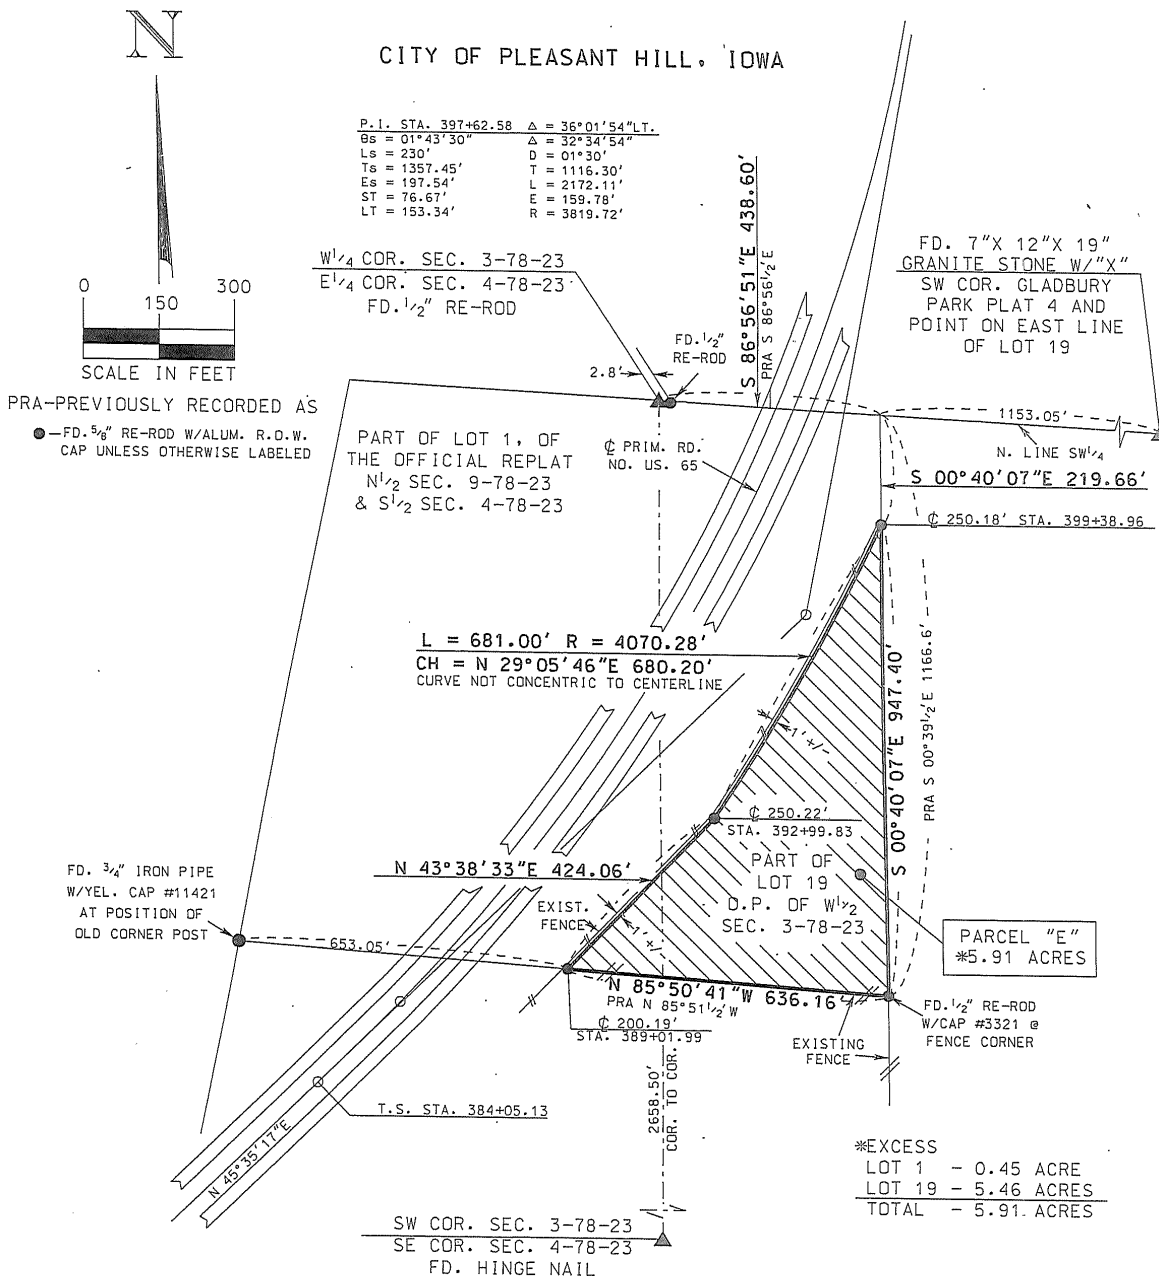 N
CITY OF PLEASANT HILL, IOWA
P.I. STA. 397+62.58 Δ = 36°01'54"LT.
θs = 01°43'30" Δ = 32°34'54"
Ls = 230' D = 01°30'
Ts = 1357.45' T = 1116.30'
Es = 197.54' L = 2172.11'
ST = 76.67' E = 159.78'
LT = 153.34' R = 3819.72'
S 86°56'51"E 438.60'
PRA S 86°56½'E
W¼ COR. SEC. 3-78-23
E¼ COR. SEC. 4-78-23
FD. ½" RE-ROD
FD. 7"X 12"X 19"
GRANITE STONE W/"X"
SW COR. GLADBURY
PARK PLAT 4 AND
POINT ON EAST LINE
OF LOT 19
0 150 300
SCALE IN FEET
PRA-PREVIOUSLY RECORDED AS
●—FD. ⅝" RE-ROD W/ALUM. R.O.W.
CAP UNLESS OTHERWISE LABELED
FD. ½"
RE-ROD
2.8'
1153.05'
N. LINE SW¼
PART OF LOT 1, OF
THE OFFICIAL REPLAT
N½ SEC. 9-78-23
& S½ SEC. 4-78-23
℄ PRIM. RD.
NO. US. 65
S 00°40'07"E 219.66'
℄ 250.18' STA. 399+38.96
L = 681.00' R = 4070.28'
CH = N 29°05'46"E 680.20'
CURVE NOT CONCENTRIC TO CENTERLINE
S 00°40'07"E 947.40'
PRA S 00°39½'E 1166.6'
1' +/-
℄ 250.22'
STA. 392+99.83
N 43°38'33"E 424.06'
PART OF
LOT 19
O.P. OF W½
SEC. 3-78-23
FD. ¾" IRON PIPE
W/YEL. CAP #11421
AT POSITION OF
OLD CORNER POST
EXIST.
FENCE
1' +/-
653.05'
PARCEL "E"
*5.91 ACRES
N 85°50'41"W 636.16'
PRA N 85°51½'W
℄ 200.19'
STA. 389+01.99
FD. ½" RE-ROD
W/CAP #3321 @
FENCE CORNER
EXISTING
FENCE
2658.50'
COR. TO COR.
T.S. STA. 384+05.13
N 45°35'17"E
*EXCESS
LOT 1 - 0.45 ACRE
LOT 19 - 5.46 ACRES
TOTAL - 5.91 ACRES
SW COR. SEC. 3-78-23
SE COR. SEC. 4-78-23
FD. HINGE NAIL